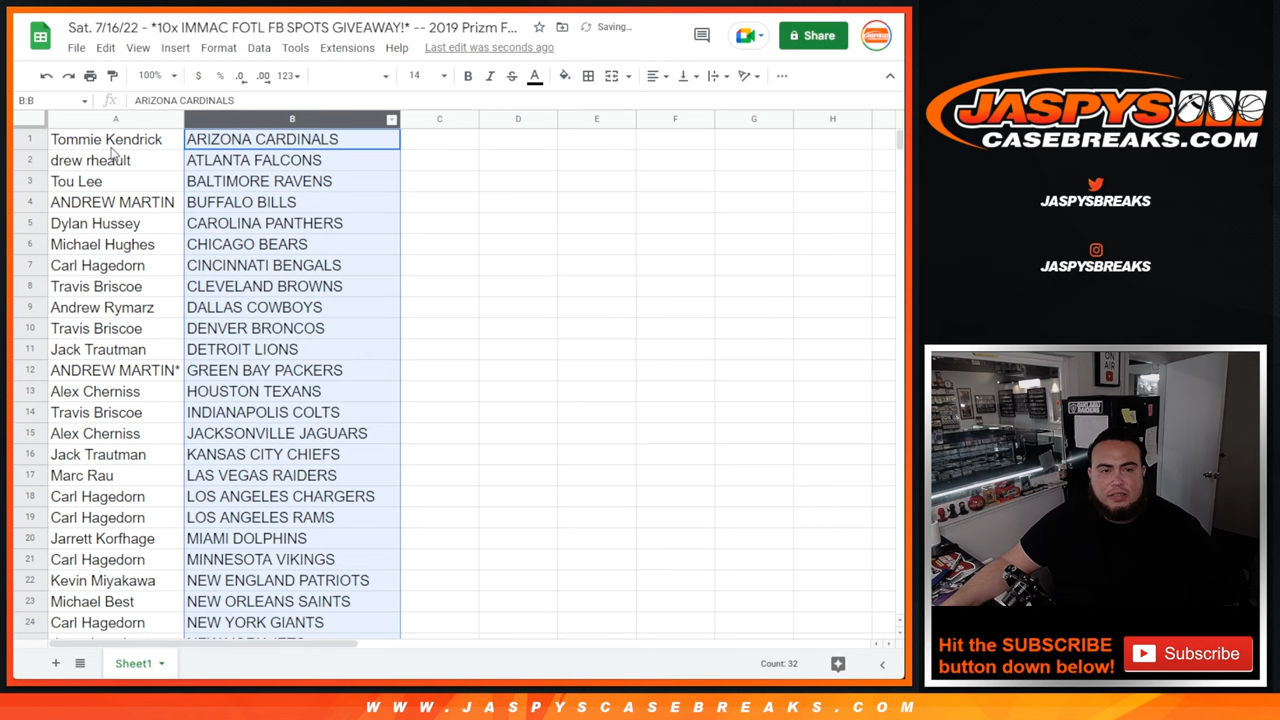 Sat. 7/16/22 - *10x IMMAC FOTL FB SPOTS GIVEAWAY!* -- 2019 Prizm F...
Saving...
Share
File Edit View Insert Format Data Tools Extensions Help Last edit was seconds ago
100% $ % .0 .00 123 14 B I S A
B:B fx ARIZONA CARDINALS
A B C D E F G H
1 Tommie Kendrick ARIZONA CARDINALS
2 drew rheault ATLANTA FALCONS
3 Tou Lee BALTIMORE RAVENS
4 ANDREW MARTIN BUFFALO BILLS
5 Dylan Hussey CAROLINA PANTHERS
6 Michael Hughes CHICAGO BEARS
7 Carl Hagedorn CINCINNATI BENGALS
8 Travis Briscoe CLEVELAND BROWNS
9 Andrew Rymarz DALLAS COWBOYS
10 Travis Briscoe DENVER BRONCOS
11 Jack Trautman DETROIT LIONS
12 ANDREW MARTIN* GREEN BAY PACKERS
13 Alex Cherniss HOUSTON TEXANS
14 Travis Briscoe INDIANAPOLIS COLTS
15 Alex Cherniss JACKSONVILLE JAGUARS
16 Jack Trautman KANSAS CITY CHIEFS
17 Marc Rau LAS VEGAS RAIDERS
18 Carl Hagedorn LOS ANGELES CHARGERS
19 Carl Hagedorn LOS ANGELES RAMS
20 Jarrett Korfhage MIAMI DOLPHINS
21 Carl Hagedorn MINNESOTA VIKINGS
22 Kevin Miyakawa NEW ENGLAND PATRIOTS
23 Michael Best NEW ORLEANS SAINTS
24 Carl Hagedorn NEW YORK GIANTS
Sheet1
Count: 32
JASPYS
CASEBREAKS.COM
JASPYSBREAKS
JASPYSBREAKS
ON AIR
Hit the SUBSCRIBE
button down below!
Subscribe
WWW.JASPYSCASEBREAKS.COM